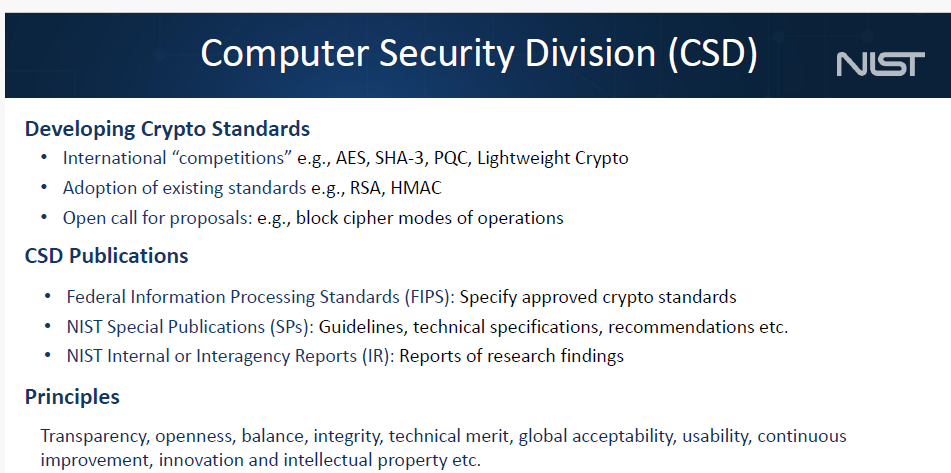 Computer Security Division (CSD)
NIST
Developing Crypto Standards
• International “competitions” e.g., AES, SHA-3, PQC, Lightweight Crypto
• Adoption of existing standards e.g., RSA, HMAC
• Open call for proposals: e.g., block cipher modes of operations
CSD Publications
• Federal Information Processing Standards (FIPS): Specify approved crypto standards
• NIST Special Publications (SPs): Guidelines, technical specifications, recommendations etc.
• NIST Internal or Interagency Reports (IR): Reports of research findings
Principles
Transparency, openness, balance, integrity, technical merit, global acceptability, usability, continuous
improvement, innovation and intellectual property etc.